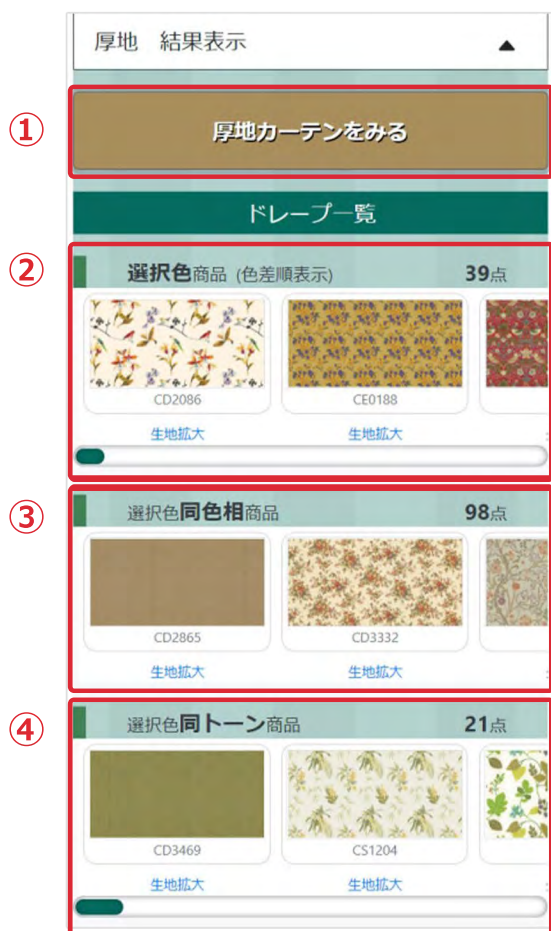 厚地　結果表示 ▲
①
厚地カーテンをみる
ドレープ一覧
②
選択色商品 (色差順表示) 39点
CD2086 CE0188
生地拡大 生地拡大
③
選択色同色相商品 98点
CD2865 CD3332
生地拡大 生地拡大
④
選択色同トーン商品 21点
CD3469 CS1204
生地拡大 生地拡大